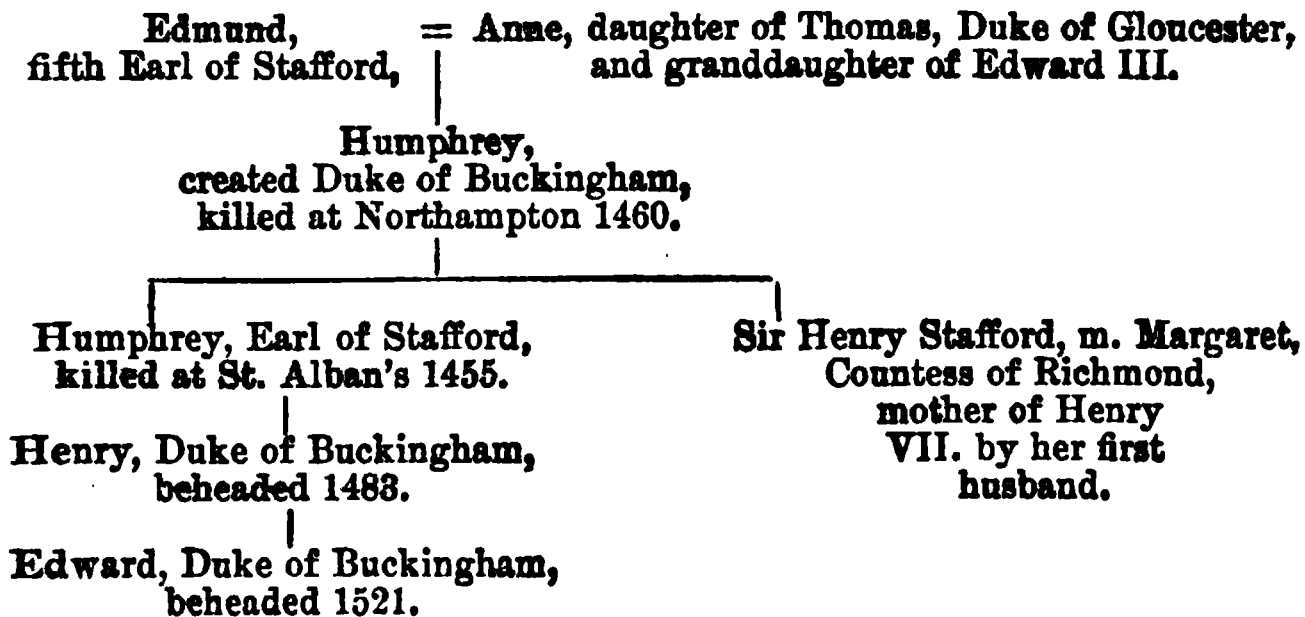 Edmund, = Anne, daughter of Thomas, Duke of Gloucester,
fifth Earl of Stafford, and granddaughter of Edward III.
Humphrey,
created Duke of Buckingham,
killed at Northampton 1460.
Humphrey, Earl of Stafford,
killed at St. Alban's 1455.
Henry, Duke of Buckingham,
beheaded 1483.
Edward, Duke of Buckingham,
beheaded 1521.
Sir Henry Stafford, m. Margaret,
Countess of Richmond,
mother of Henry
VII. by her first
husband.